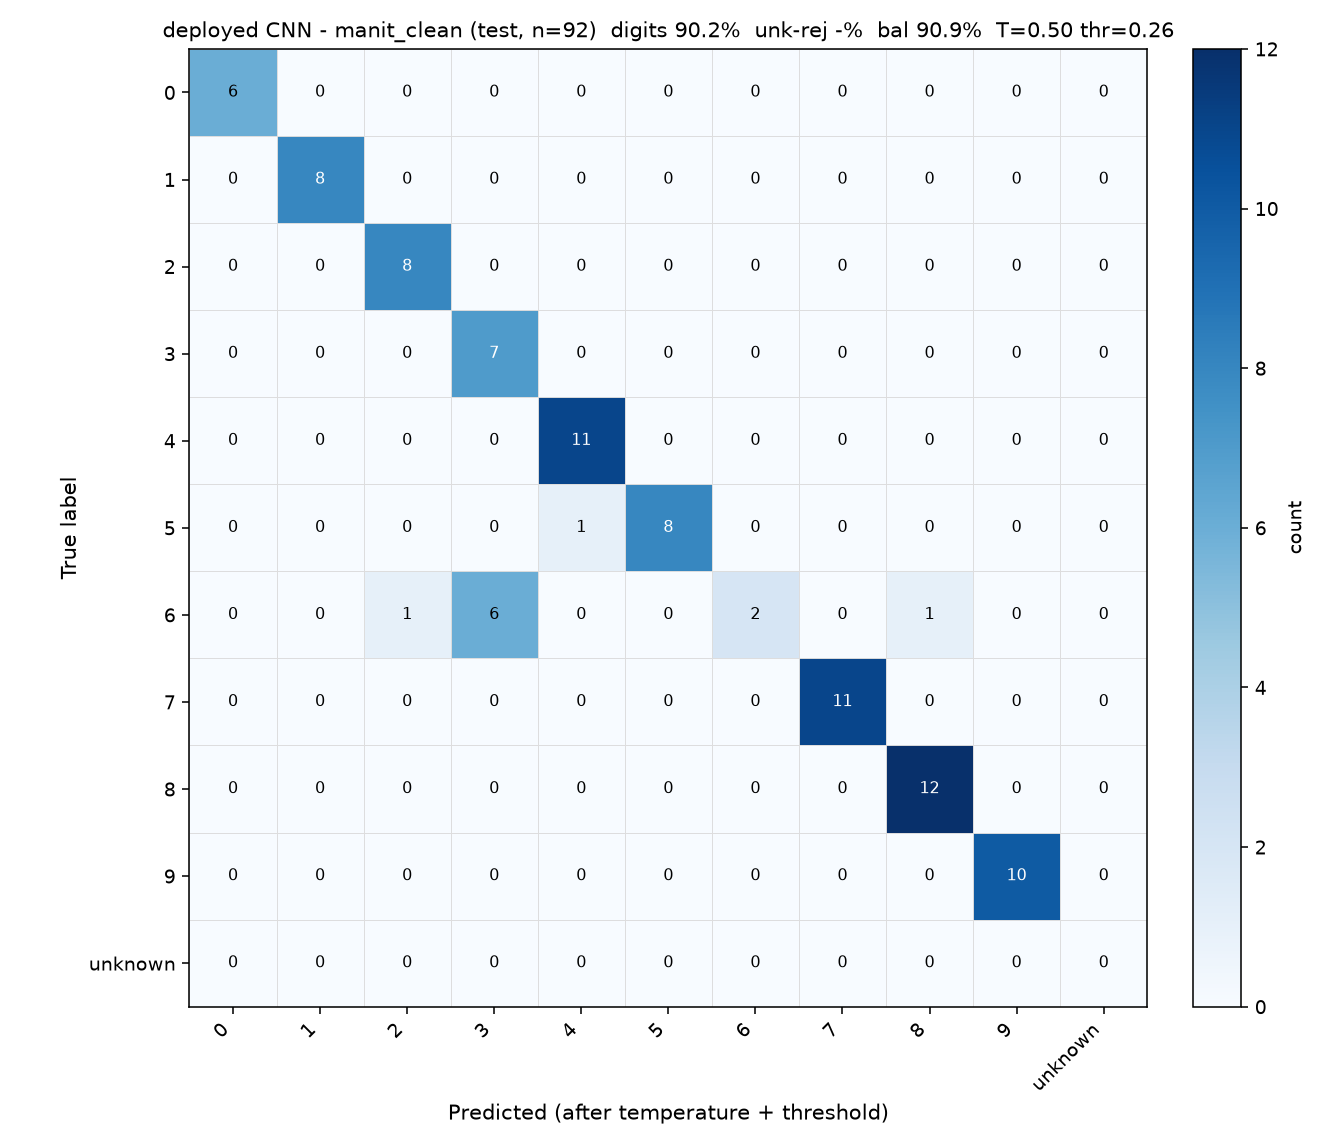 deployed CNN - manit_clean (test, n=92)  digits 90.2%  unk-rej -%  bal 90.9%  T=0.50 thr=0.26
0 6 0 0 0 0 0 0 0 0 0 0
1 0 8 0 0 0 0 0 0 0 0 0
2 0 0 8 0 0 0 0 0 0 0 0
3 0 0 0 7 0 0 0 0 0 0 0
4 0 0 0 0 11 0 0 0 0 0 0
5 0 0 0 0 1 8 0 0 0 0 0
6 0 0 1 6 0 0 2 0 1 0 0
7 0 0 0 0 0 0 0 11 0 0 0
8 0 0 0 0 0 0 0 0 12 0 0
9 0 0 0 0 0 0 0 0 0 10 0
unknown 0 0 0 0 0 0 0 0 0 0 0
0 1 2 3 4 5 6 7 8 9 unknown
Predicted (after temperature + threshold)
True label
12
10
8
6
4
2
0
count